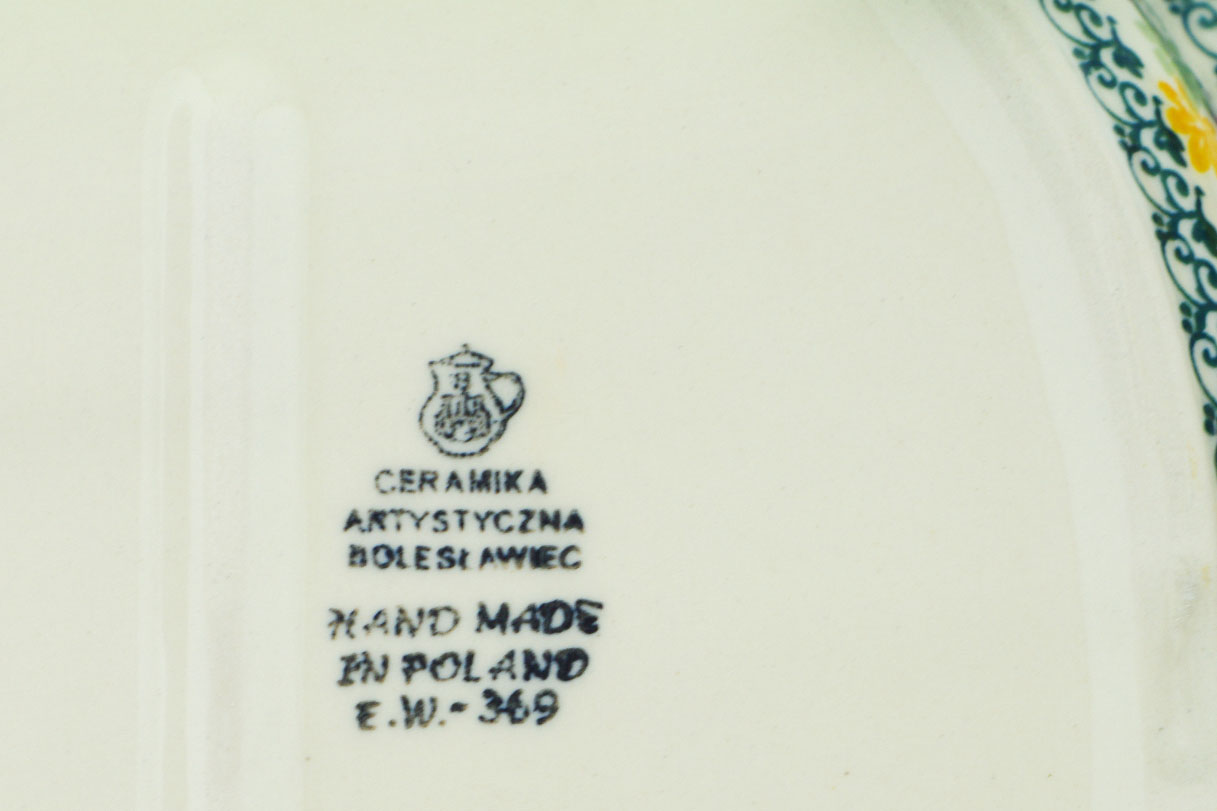 CERAMIKA
ARTYSTYCZNA
BOLESŁAWIEC
HAND MADE
IN POLAND
E.W.-369